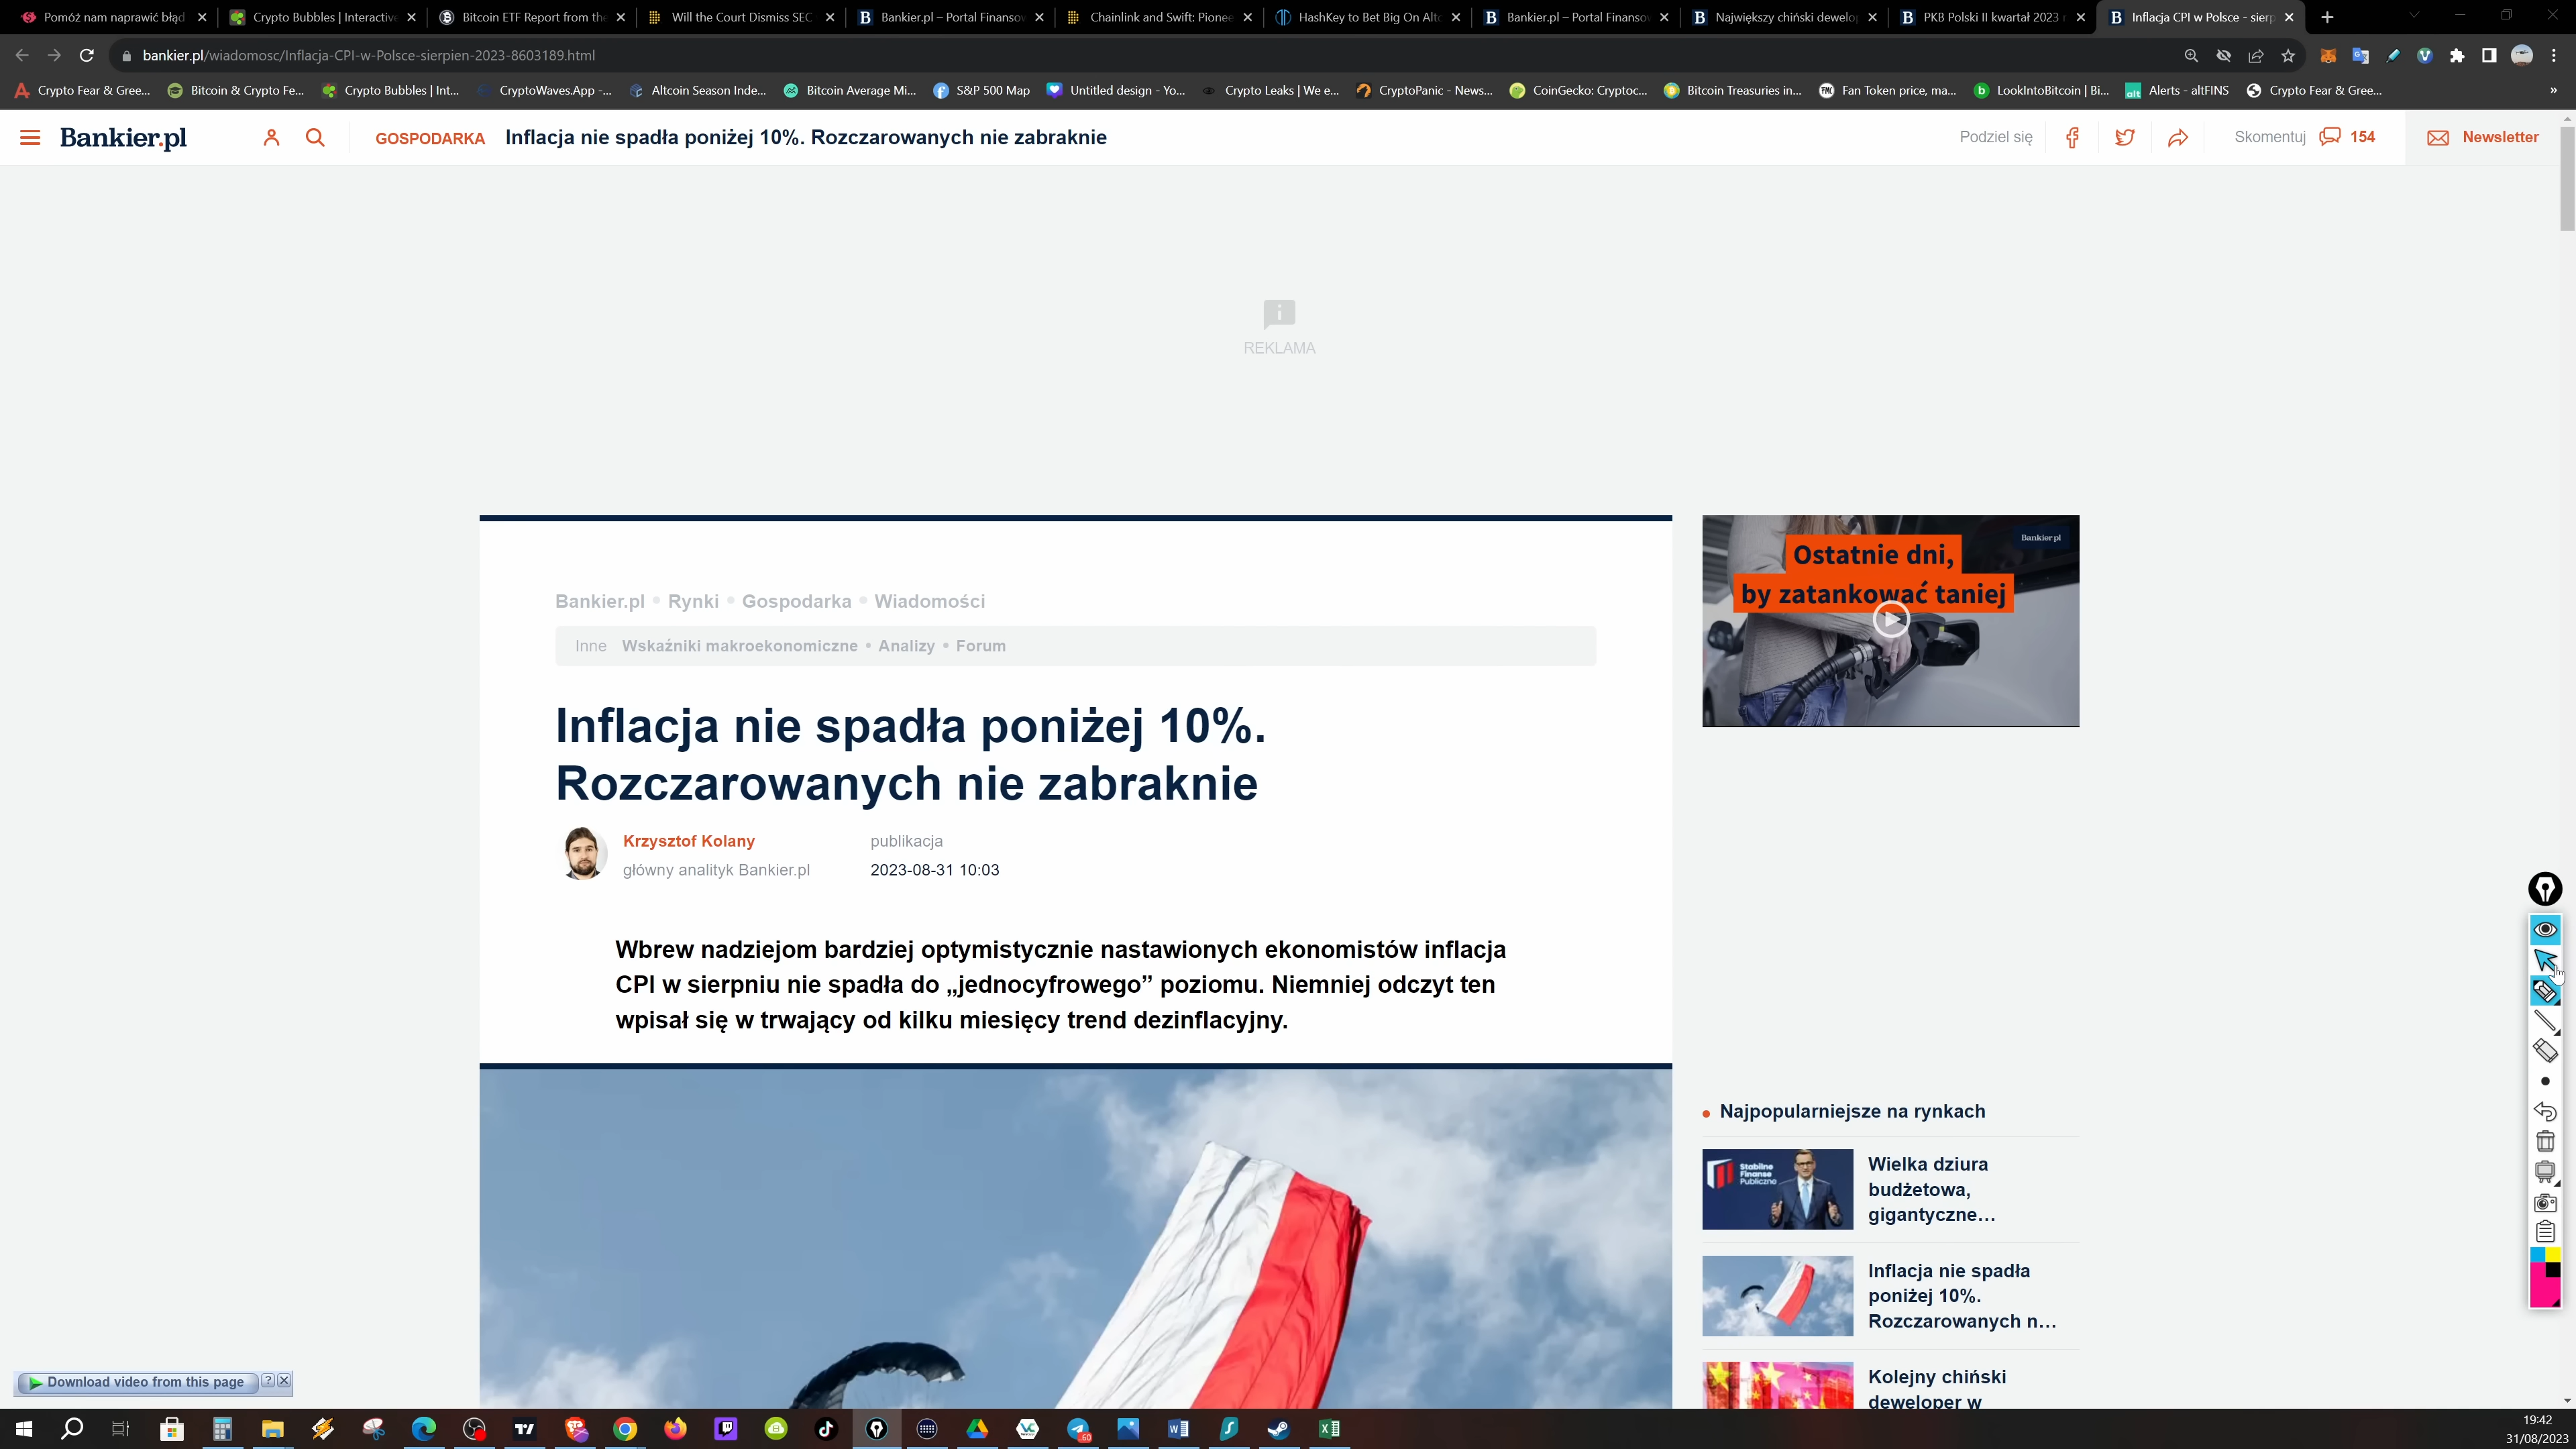 Pomóż nam naprawić błąd
Crypto Bubbles | Interactiv
Bitcoin ETF Report from th
Will the Court Dismiss SEC
Bankier.pl – Portal Finanso
Chainlink and Swift: Pionee
HashKey to Bet Big On Alt
Bankier.pl – Portal Finanso
Największy chiński dewelo
PKB Polski II kwartał 2023
Inflacja CPI w Polsce - sierp
bankier.pl/wiadomosc/Inflacja-CPI-w-Polsce-sierpien-2023-8603189.html
Crypto Fear & Gree...
Bitcoin & Crypto Fe...
Crypto Bubbles | Int...
CryptoWaves.App -...
Altcoin Season Inde...
Bitcoin Average Mi...
S&P 500 Map
Untitled design - Yo...
Crypto Leaks | We e...
CryptoPanic - News...
CoinGecko: Cryptoc...
Bitcoin Treasuries in...
Fan Token price, ma...
LookIntoBitcoin | Bi...
Alerts - altFINS
Crypto Fear & Gree...
Bankier.pl
GOSPODARKA
Inflacja nie spadła poniżej 10%. Rozczarowanych nie zabraknie
Podziel się
Skomentuj
154
Newsletter
REKLAMA
Bankier.pl • Rynki • Gospodarka • Wiadomości
Inne Wskaźniki makroekonomiczne • Analizy • Forum
Inflacja nie spadła poniżej 10%.
Rozczarowanych nie zabraknie
Krzysztof Kolany
główny analityk Bankier.pl
publikacja
2023-08-31 10:03
Wbrew nadziejom bardziej optymistycznie nastawionych ekonomistów inflacja
CPI w sierpniu nie spadła do „jednocyfrowego” poziomu. Niemniej odczyt ten
wpisał się w trwający od kilku miesięcy trend dezinflacyjny.
Bankier.pl
Ostatnie dni,
by zatankować taniej
Najpopularniejsze na rynkach
Stabilne
Finanse
Publiczne
Wielka dziura
budżetowa,
gigantyczne...
Inflacja nie spadła
poniżej 10%.
Rozczarowanych n...
Kolejny chiński
deweloper w
Download video from this page
19:42
31/08/2023